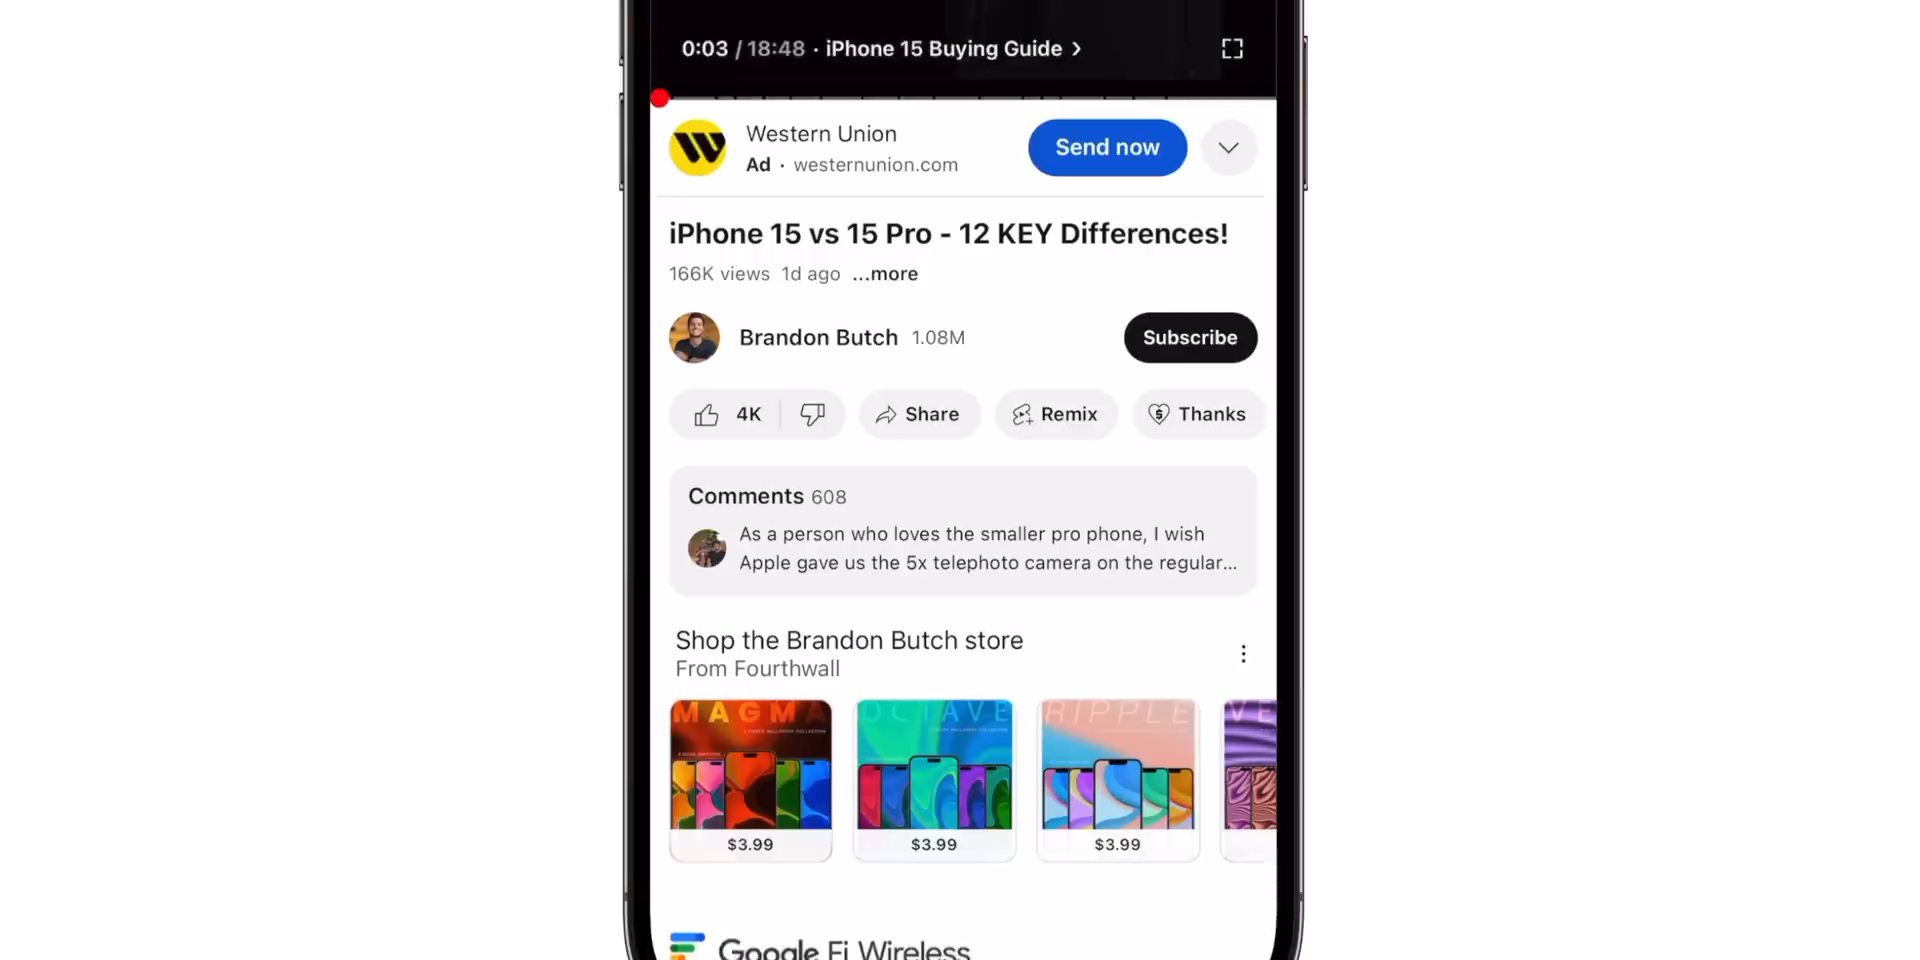 0:03 / 18:48 · iPhone 15 Buying Guide >
Western Union
Send now
Ad · westernunion.com
iPhone 15 vs 15 Pro - 12 KEY Differences!
166K views 1d ago ...more
Brandon Butch 1.08M
Subscribe
4K
Share
Remix
Thanks
Comments 608
As a person who loves the smaller pro phone, I wish
Apple gave us the 5x telephoto camera on the regular...
Shop the Brandon Butch store
From Fourthwall
MAGMA
OCTAVE
RIPPLE
VE
$3.99
$3.99
$3.99
Google Fi Wireless